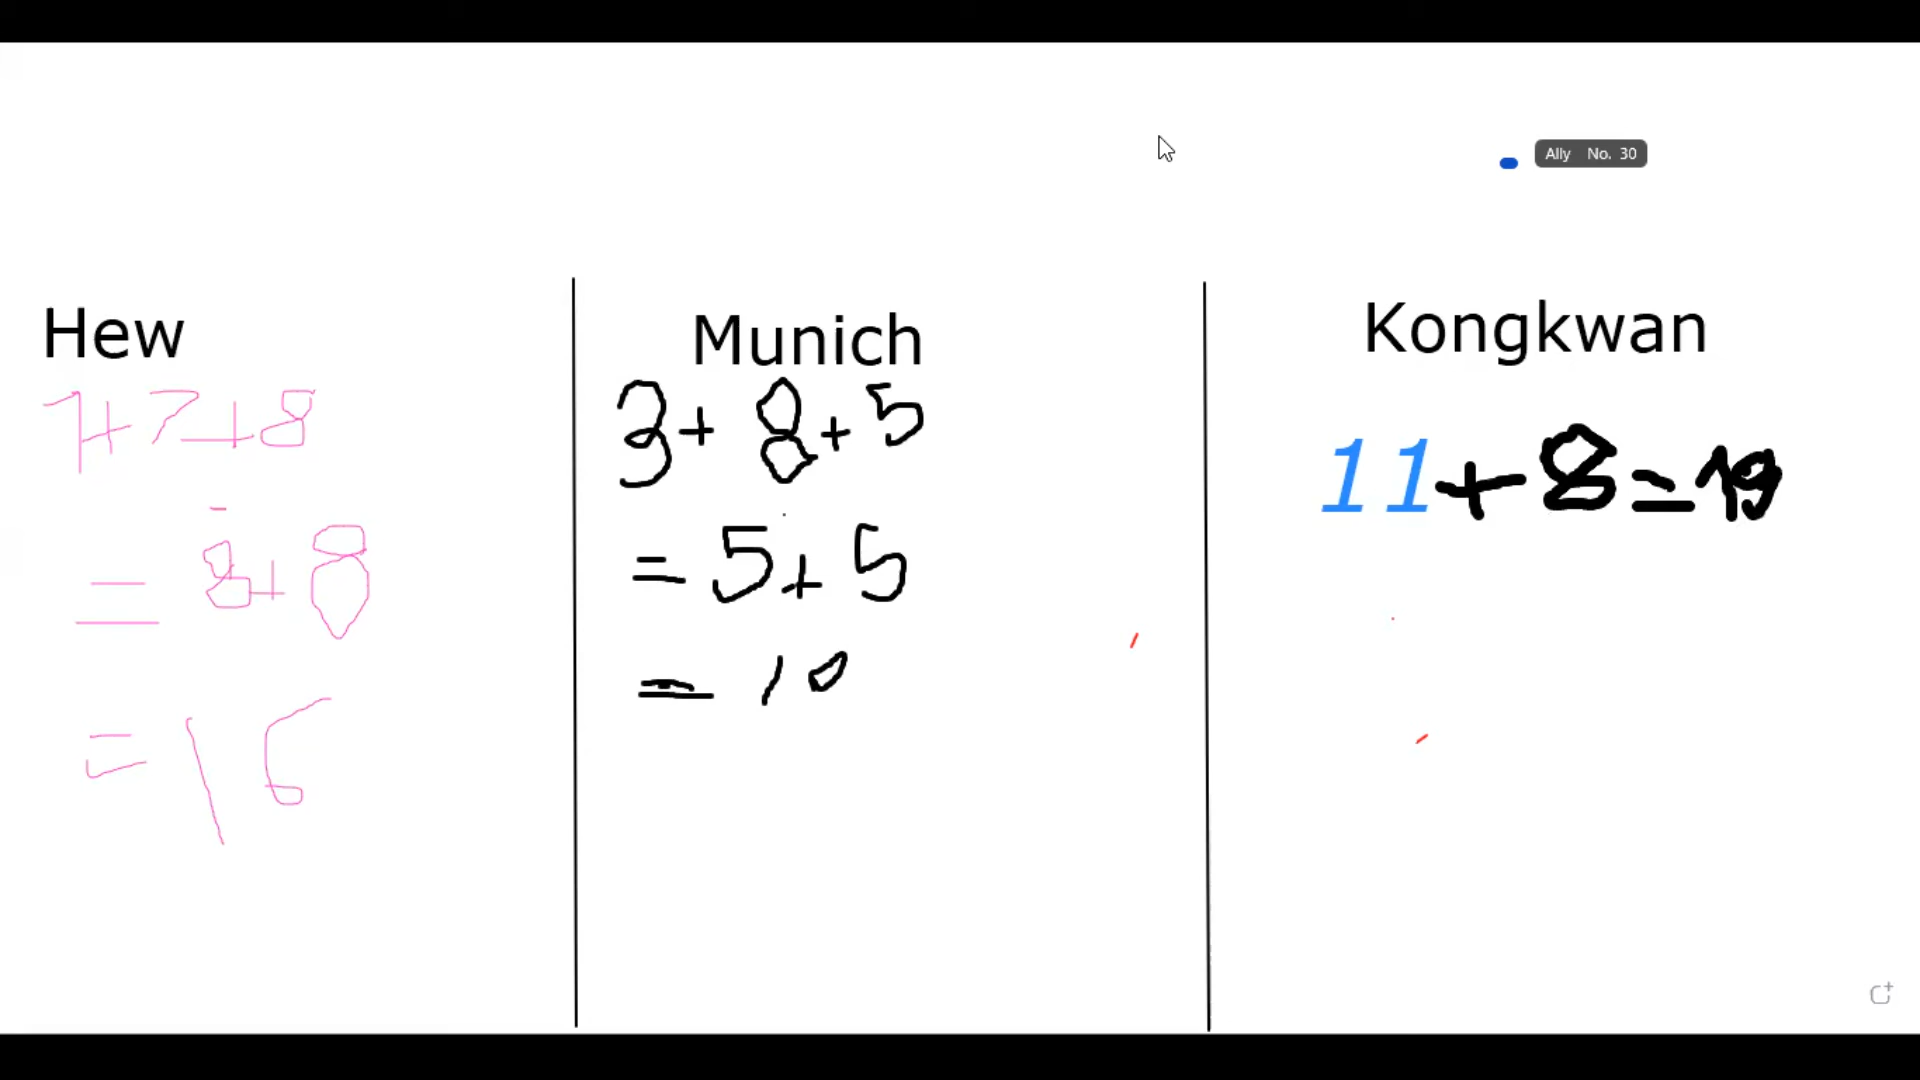 Ally No. 30
Hew
1+7+8
= 8+8
= 16
Munich
3+8+5
= 5+5
= 10
Kongkwan
11+8=19